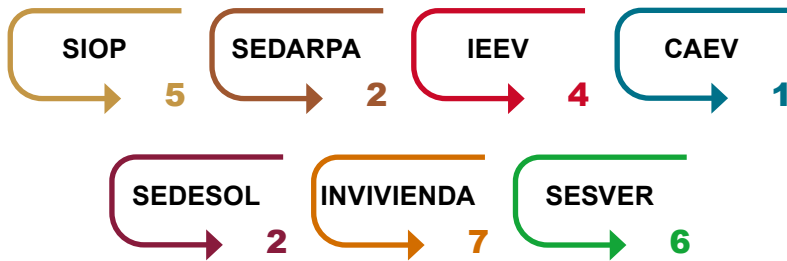 SIOP SEDARPA IEEV CAEV
5 2 4 1
SEDESOL INVIVIENDA SESVER
2 7 6